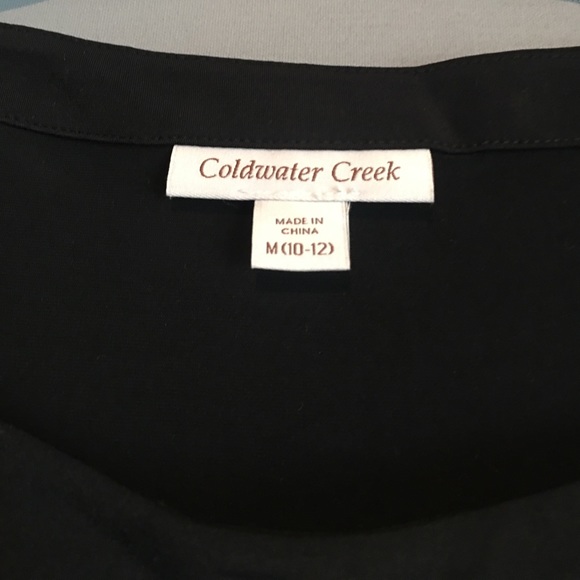 Coldwater Creek
MADE IN
CHINA
M (10-12)